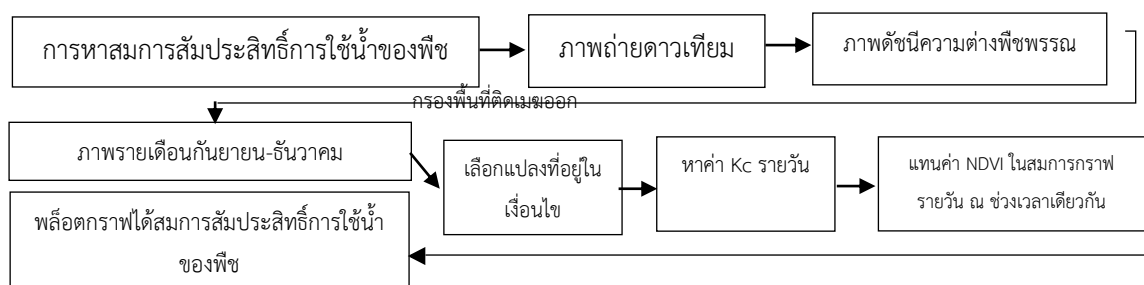 การหาสมการสัมประสิทธิ์การใช้น้ำของพืช
ภาพถ่ายดาวเทียม
ภาพดัชนีความต่างพืชพรรณ
กรองพื้นที่ติดเมฆออก
ภาพรายเดือนกันยายน-ธันวาคม
เลือกแปลงที่อยู่ใน
เงื่อนไข
หาค่า Kc รายวัน
แทนค่า NDVI ในสมการกราฟ
รายวัน ณ ช่วงเวลาเดียวกัน
พล็อตกราฟได้สมการสัมประสิทธิ์การใช้น้ำ
ของพืช